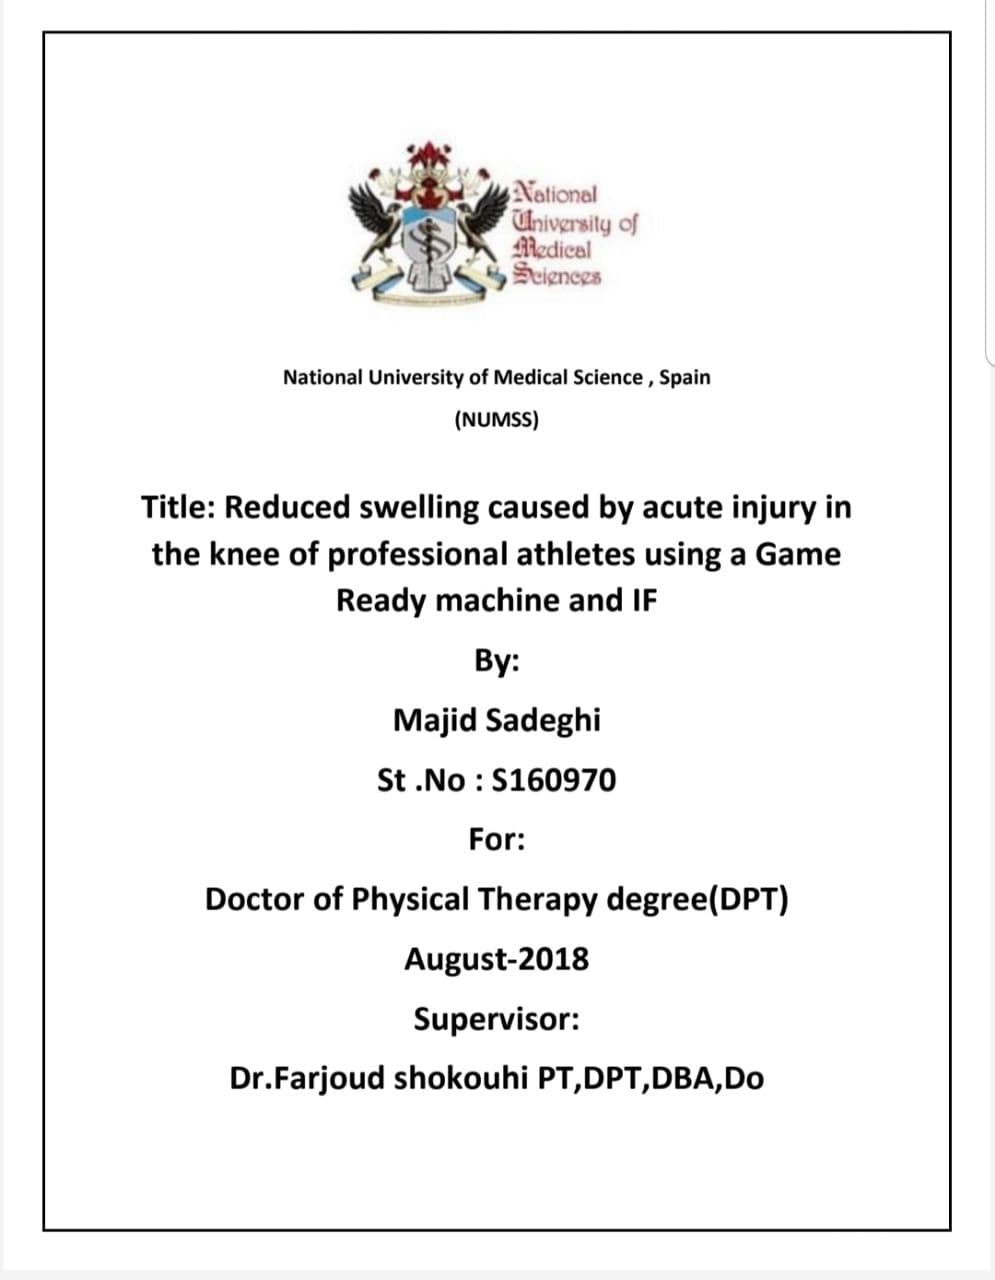 National
University of
Medical
Sciences
National University of Medical Science , Spain
(NUMSS)
Title: Reduced swelling caused by acute injury in
the knee of professional athletes using a Game
Ready machine and IF
By:
Majid Sadeghi
St .No : S160970
For:
Doctor of Physical Therapy degree(DPT)
August-2018
Supervisor:
Dr.Farjoud shokouhi PT,DPT,DBA,Do